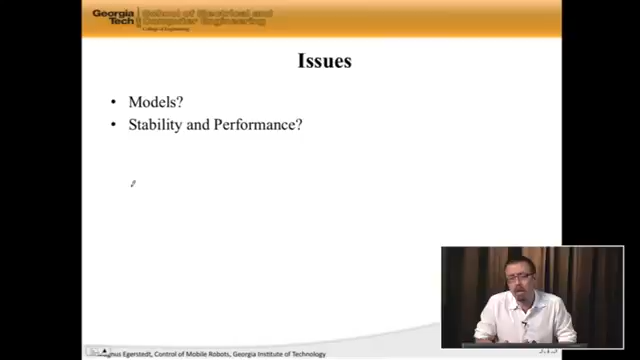 Georgia Tech
School of Electrical and
Computer Engineering
College of Engineering
Issues
• Models?
• Stability and Performance?
gnus Egerstedt, Control of Mobile Robots, Georgia Institute of Technology